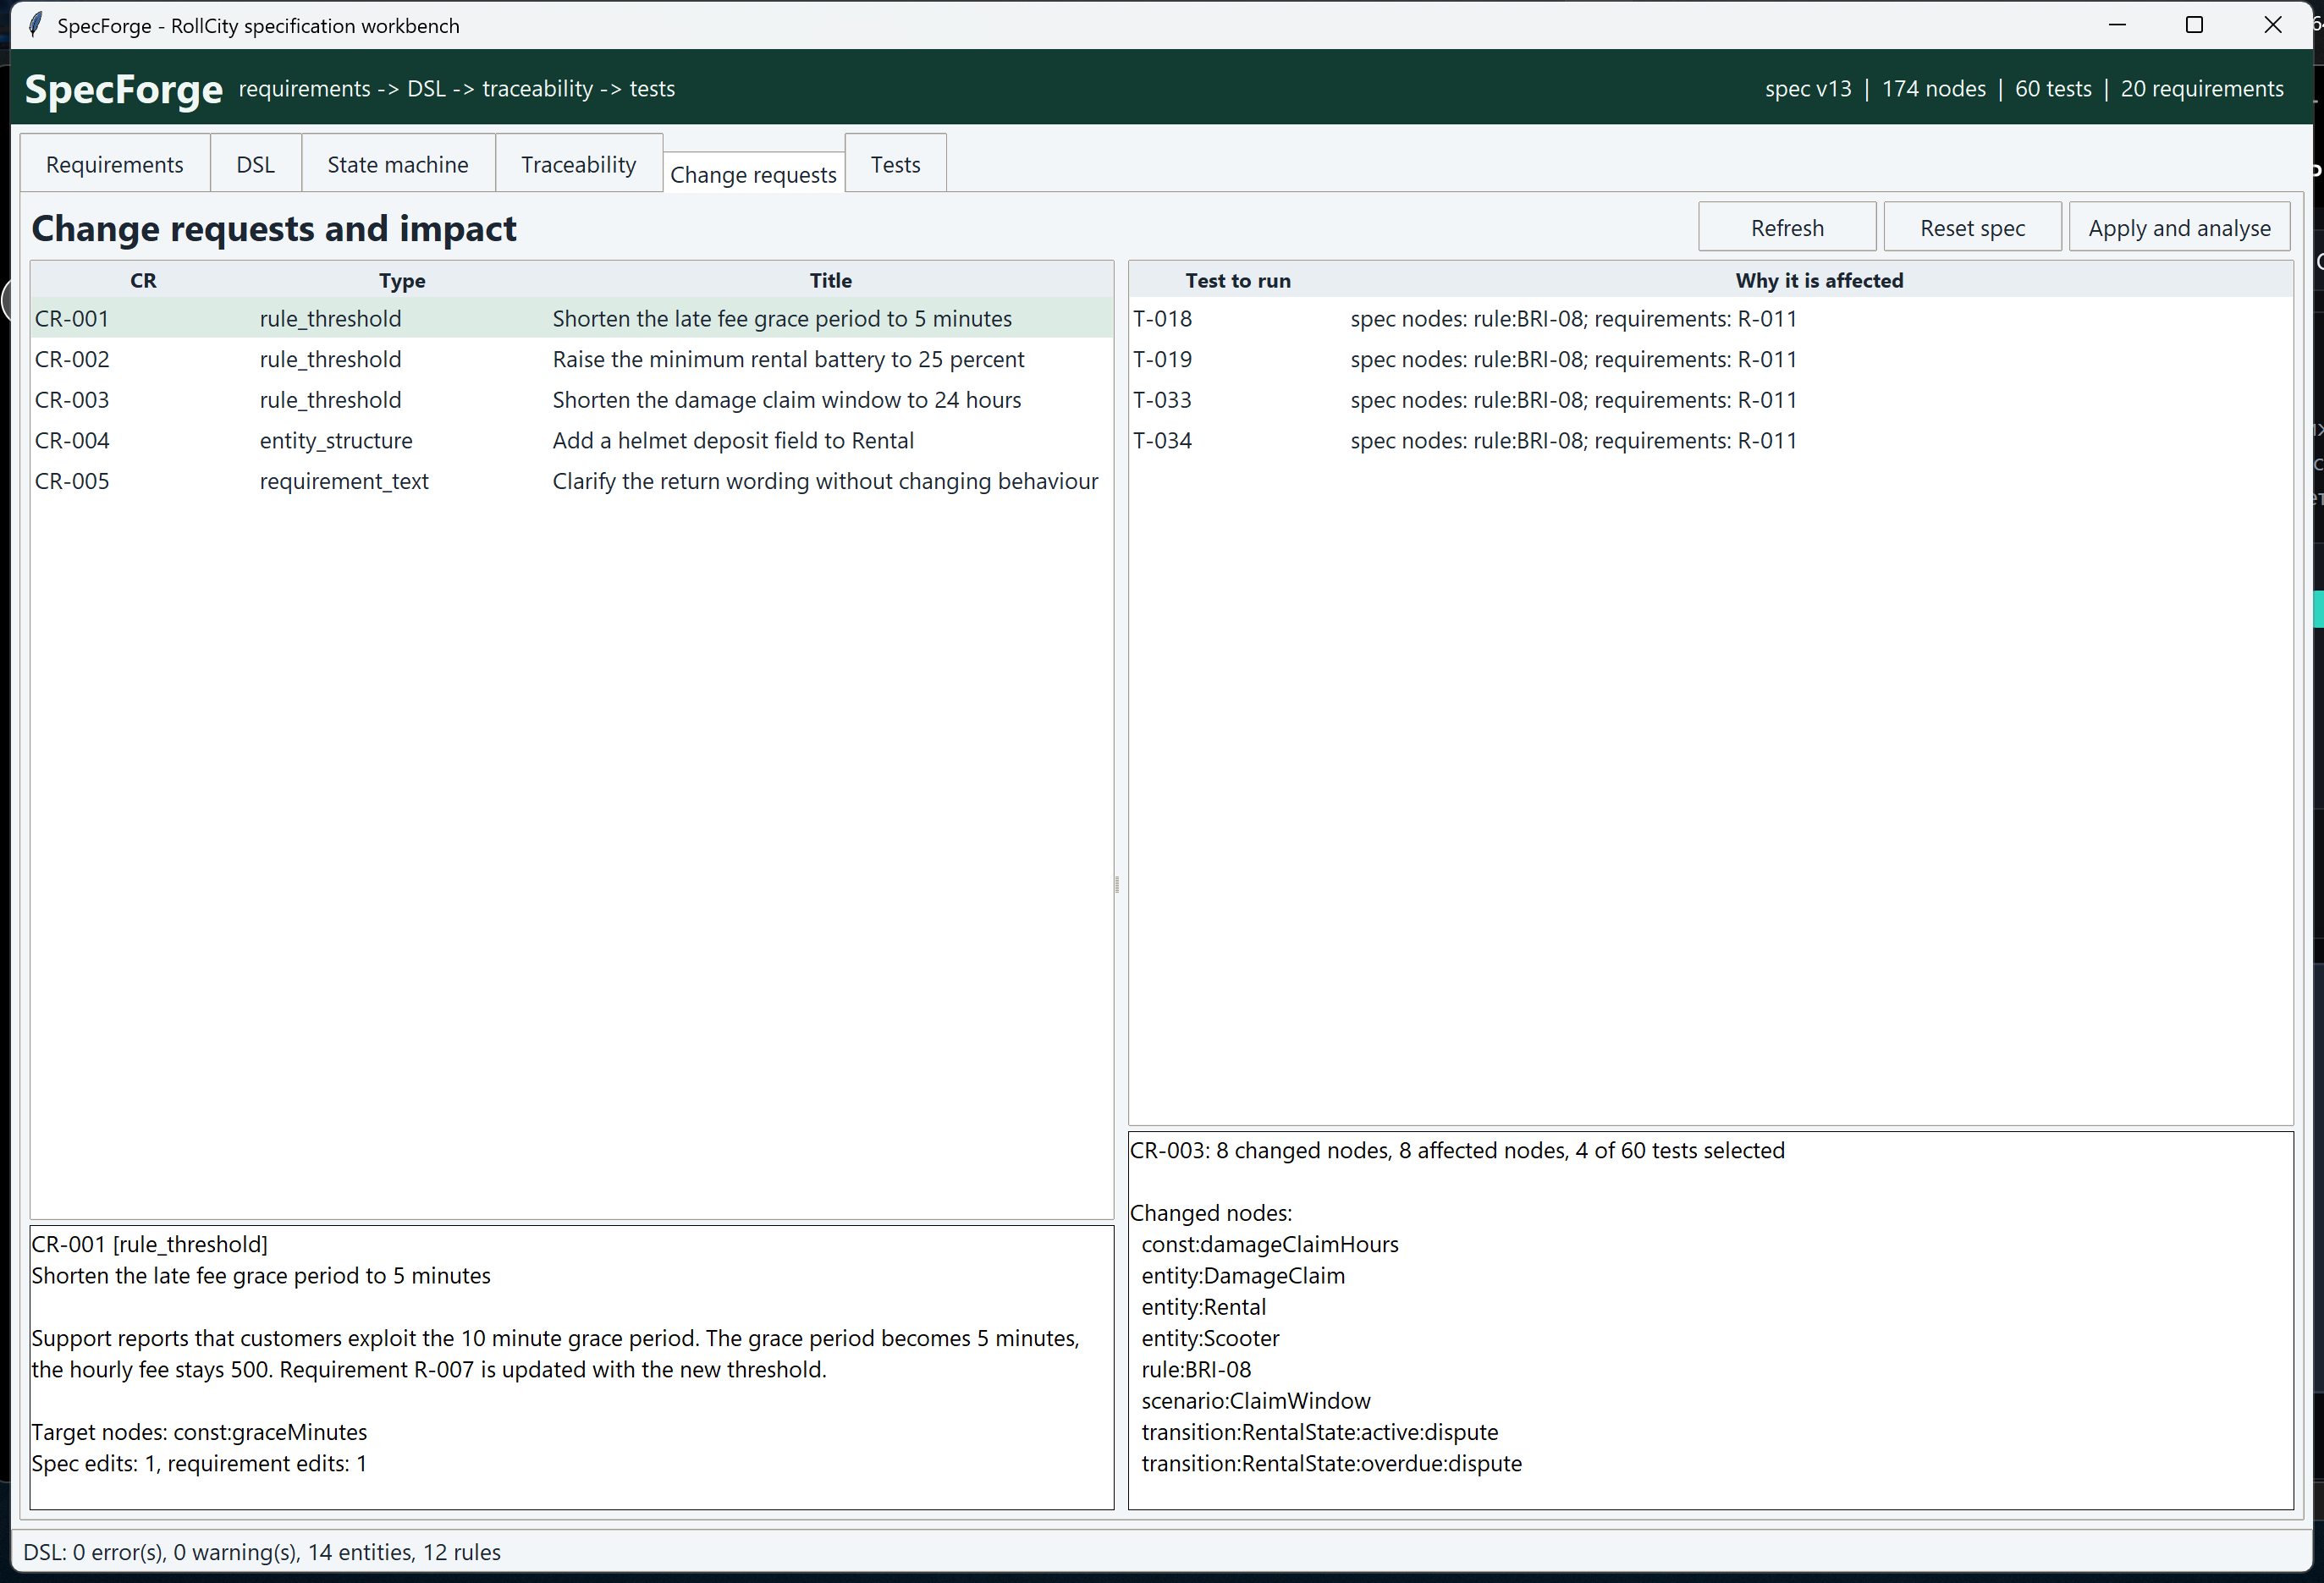 SpecForge - RollCity specification workbench
SpecForge requirements -> DSL -> traceability -> tests
spec v13 | 174 nodes | 60 tests | 20 requirements
Requirements DSL State machine Traceability Change requests Tests
Change requests and impact
Refresh Reset spec Apply and analyse
CR Type Title
CR-001 rule_threshold Shorten the late fee grace period to 5 minutes
CR-002 rule_threshold Raise the minimum rental battery to 25 percent
CR-003 rule_threshold Shorten the damage claim window to 24 hours
CR-004 entity_structure Add a helmet deposit field to Rental
CR-005 requirement_text Clarify the return wording without changing behaviour
CR-001 [rule_threshold]
Shorten the late fee grace period to 5 minutes
Support reports that customers exploit the 10 minute grace period. The grace period becomes 5 minutes,
the hourly fee stays 500. Requirement R-007 is updated with the new threshold.
Target nodes: const:graceMinutes
Spec edits: 1, requirement edits: 1
Test to run Why it is affected
T-018 spec nodes: rule:BRI-08; requirements: R-011
T-019 spec nodes: rule:BRI-08; requirements: R-011
T-033 spec nodes: rule:BRI-08; requirements: R-011
T-034 spec nodes: rule:BRI-08; requirements: R-011
CR-003: 8 changed nodes, 8 affected nodes, 4 of 60 tests selected
Changed nodes:
const:damageClaimHours
entity:DamageClaim
entity:Rental
entity:Scooter
rule:BRI-08
scenario:ClaimWindow
transition:RentalState:active:dispute
transition:RentalState:overdue:dispute
DSL: 0 error(s), 0 warning(s), 14 entities, 12 rules